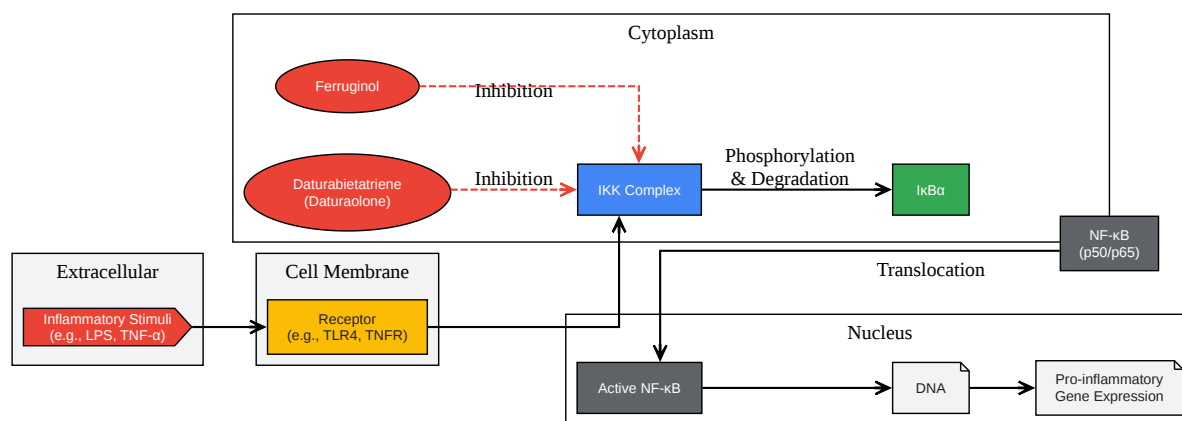 Cytoplasm
Ferruginol
Inhibition
Daturabietatriene
(Daturaolone)
Inhibition
IKK Complex
Phosphorylation
& Degradation
IκBα
NF-κB
(p50/p65)
Translocation
Extracellular
Inflammatory Stimuli
(e.g., LPS, TNF-α)
Cell Membrane
Receptor
(e.g., TLR4, TNFR)
Nucleus
Active NF-κB
DNA
Pro-inflammatory
Gene Expression